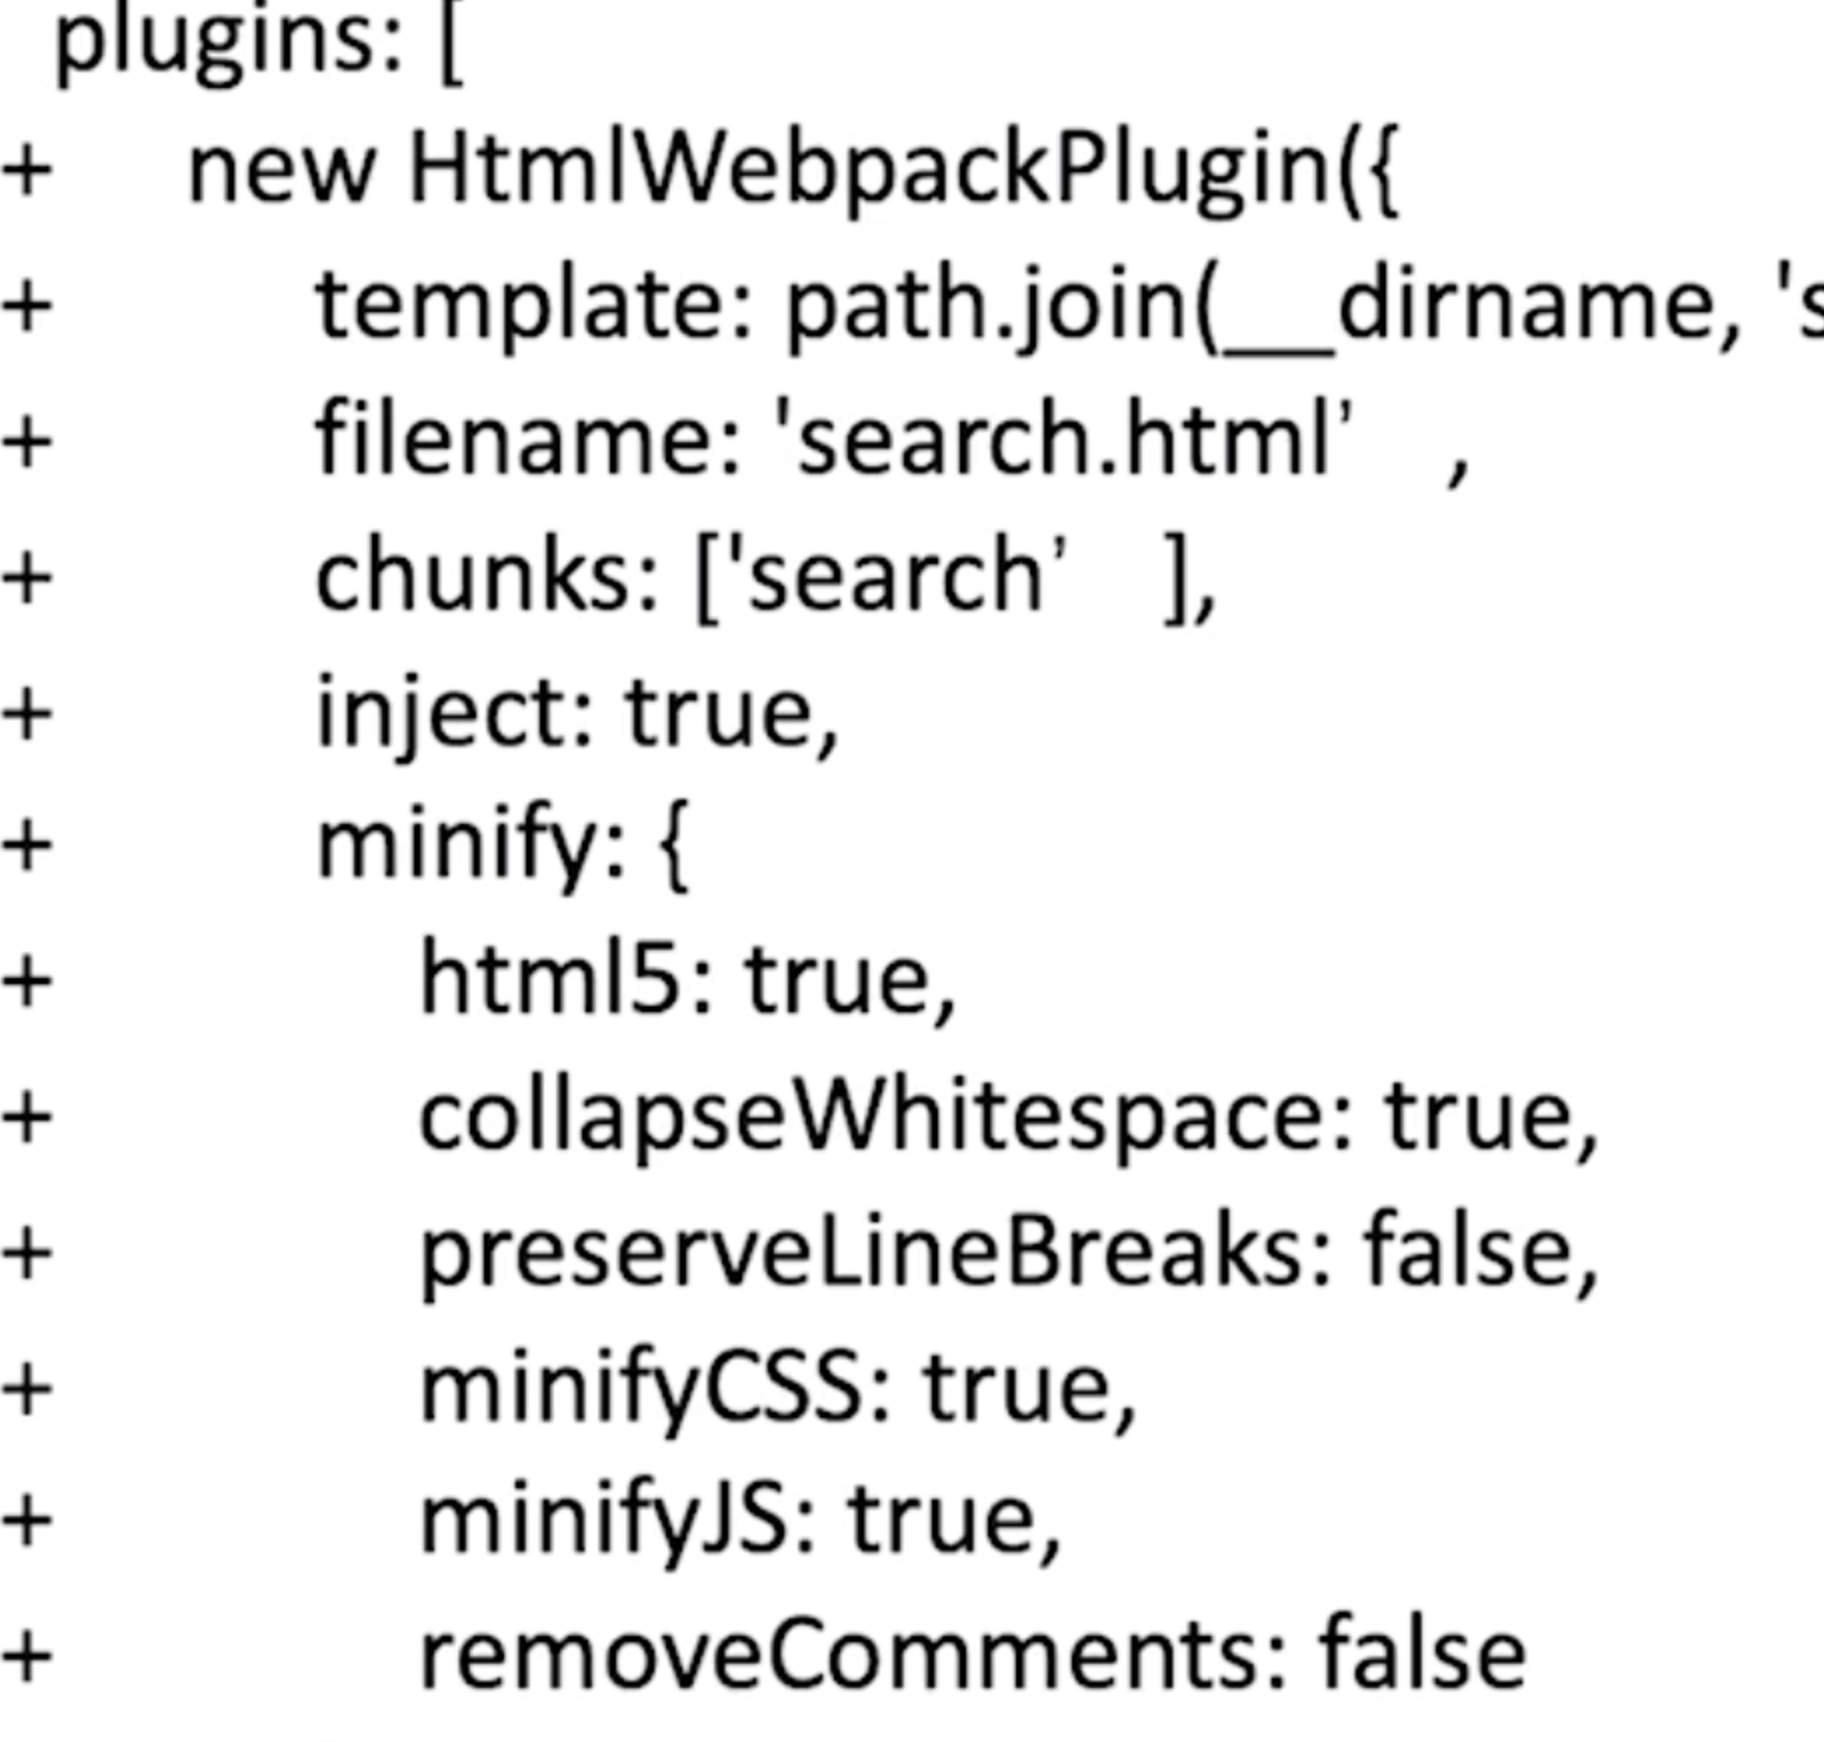 plugins: [
+ new HtmlWebpackPlugin({
+ template: path.join(__dirname, 's
+ filename: 'search.html’ ,
+ chunks: ['search’ ],
+ inject: true,
+ minify: {
+ html5: true,
+ collapseWhitespace: true,
+ preserveLineBreaks: false,
+ minifyCSS: true,
+ minifyJS: true,
+ removeComments: false